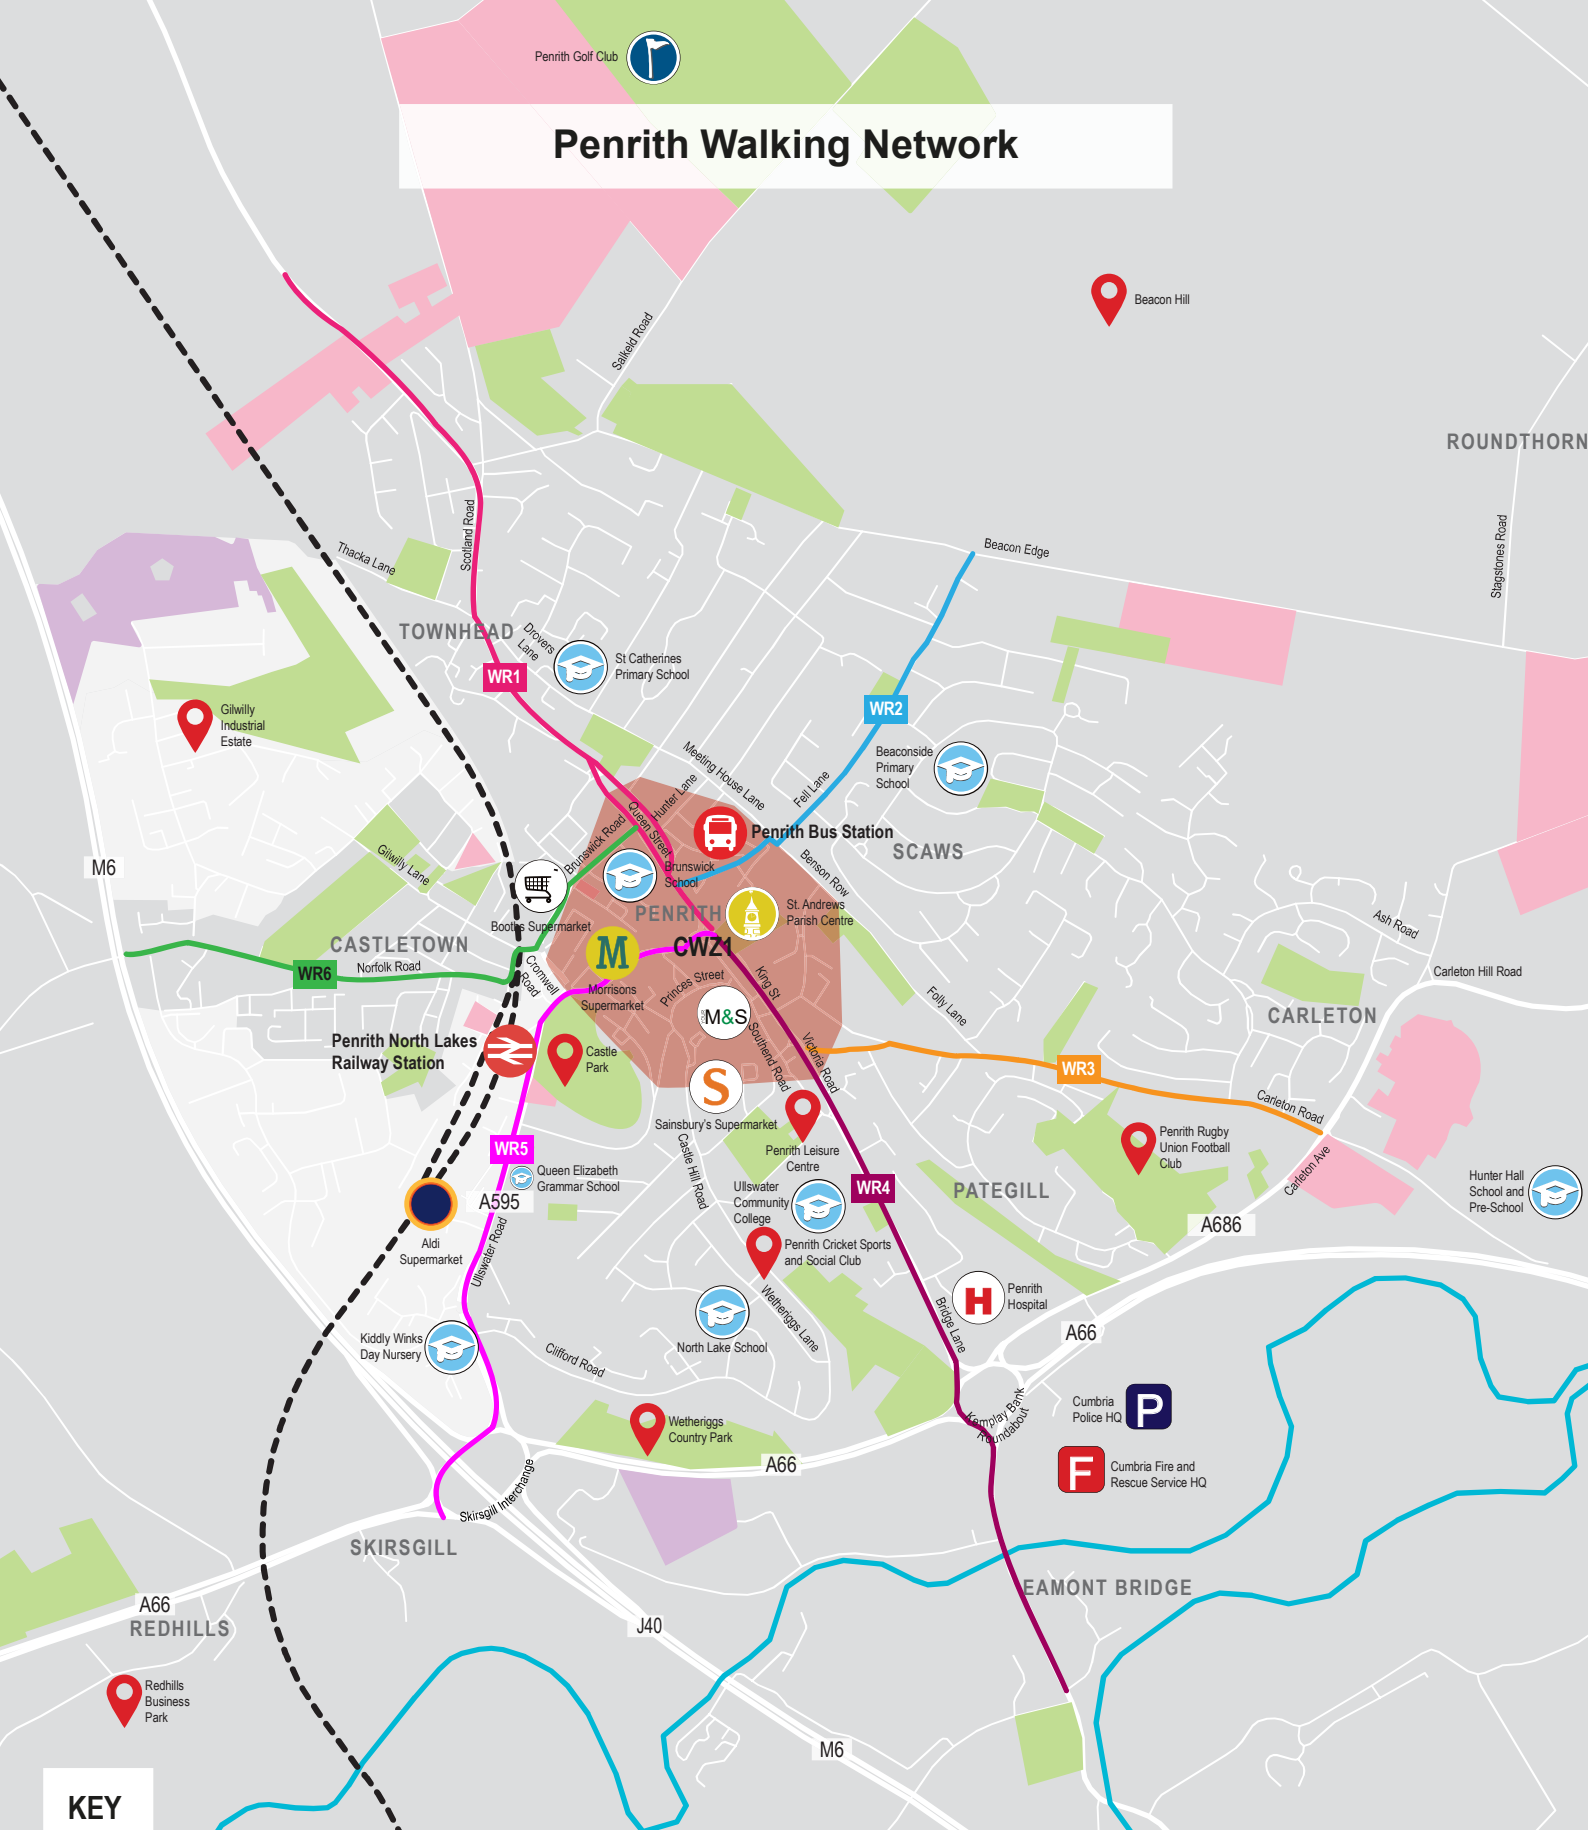 Penrith Golf Club
Penrith Walking Network
Beacon Hill
Salkeld Road
ROUNDTHORN
Scotland Road
Thacka Lane
Beacon Edge
Stagstones Road
TOWNHEAD
Drovers
Lane
St Catherines
Primary School
WR1
WR2
Gilwilly
Industrial
Estate
Meeting House Lane
Beaconside
Primary
School
Fell Lane
Hunter Lane
Queen Street
Brunswick Road
Penrith Bus Station
SCAWS
M6
Gilwilly Lane
Brunswick
School
Benson Row
PENRITH
St. Andrews
Parish Centre
Booths Supermarket
Ash Road
CASTLETOWN
Norfolk Road
WR6
M
CWZ1
Cromwell
Road
Carleton Hill Road
Morrisons
Supermarket
Princes Street
King St
Folly Lane
M&S
CARLETON
Penrith North Lakes
Railway Station
Castle
Park
Southend Road
Victoria Road
WR3
S
Carleton Road
Sainsbury's Supermarket
Penrith Leisure
Centre
Penrith Rugby
Union Football
Club
WR5
Castle Hill Road
Queen Elizabeth
Grammar School
Ullswater
Community
College
WR4
PATEGILL
Carleton Ave
Hunter Hall
School and
Pre-School
A595
A686
Aldi
Supermarket
Ullswater Road
Penrith Cricket Sports
and Social Club
Wetheriggs Lane
Bridge Lane
H
Penrith
Hospital
Kiddly Winks
Day Nursery
North Lake School
A66
Clifford Road
Wetheriggs
Country Park
Kemplay Bank
Roundabout
Cumbria
Police HQ
P
A66
F
Cumbria Fire and
Rescue Service HQ
Skirsgill Interchange
SKIRSGILL
A66
REDHILLS
EAMONT BRIDGE
J40
Redhills
Business
Park
M6
KEY